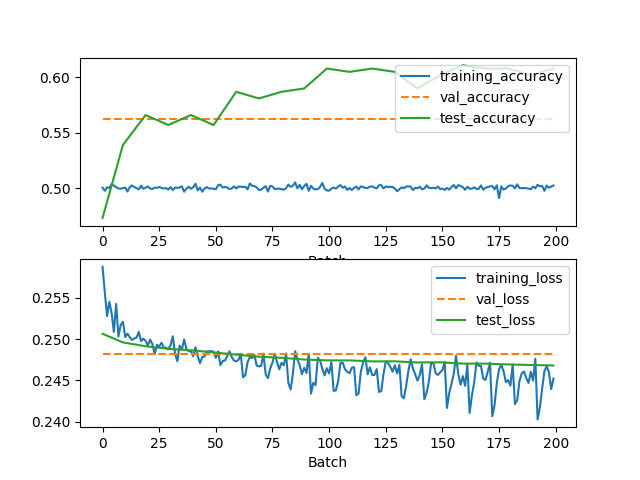 0.60
0.55
0.50
training_accuracy
val_accuracy
test_accuracy
0 25 50 75 100 125 150 175 200
Batch
0.255
0.250
0.245
0.240
training_loss
val_loss
test_loss
0 25 50 75 100 125 150 175 200
Batch